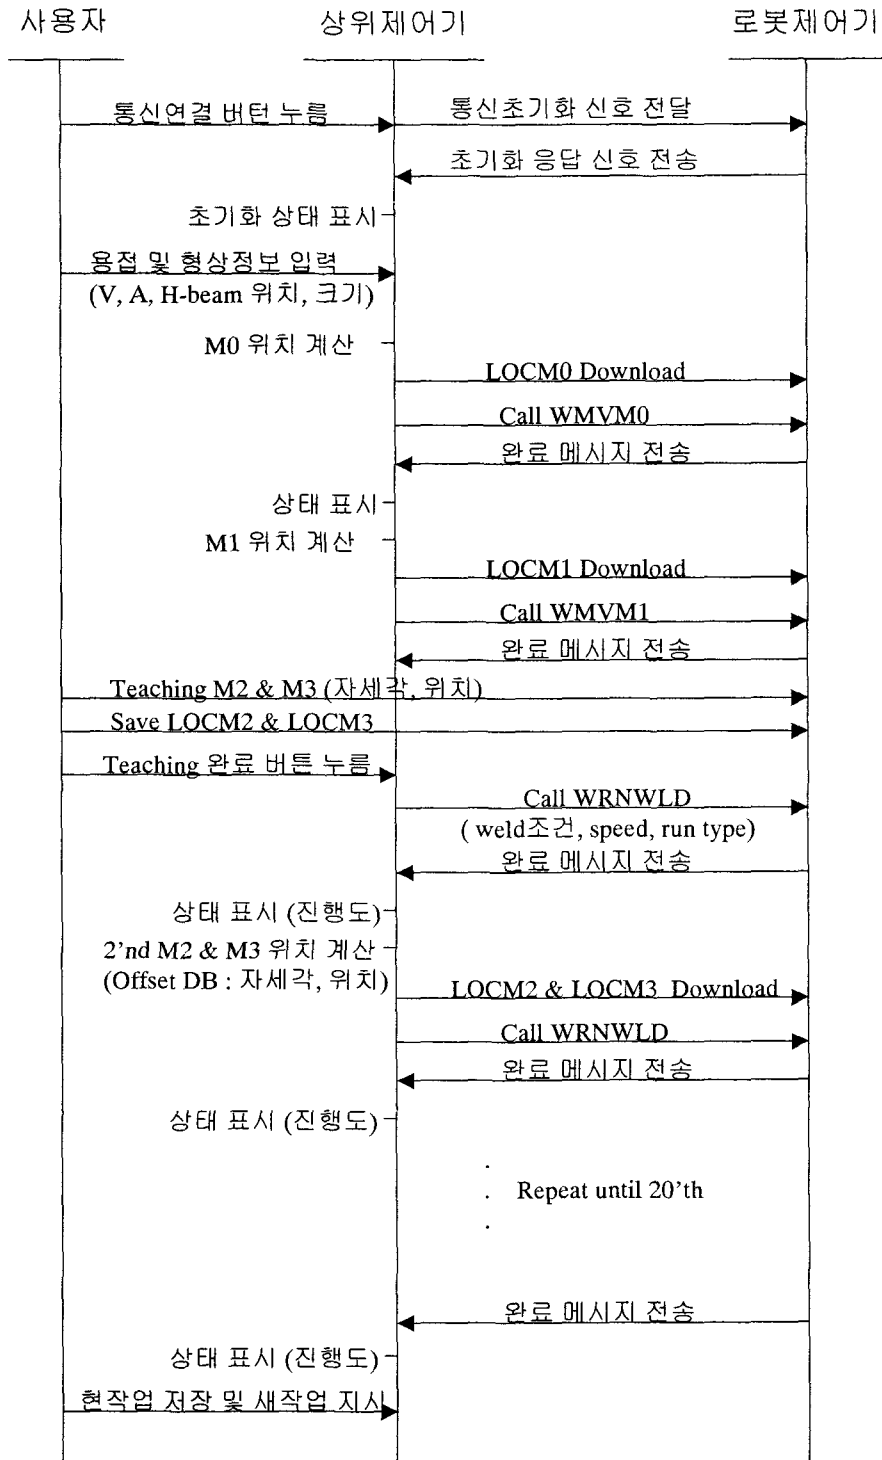 사용자
상위제어기
로봇제어기
통신연결 버턴 누름
통신초기화 신호 전달
초기화 응답 신호 전송
초기화 상태 표시
용접 및 형상정보 입력
(V, A, H-beam 위치, 크기)
M0 위치 계산
LOCM0 Download
Call WMVM0
완료 메시지 전송
상태 표시
M1 위치 계산
LOCM1 Download
Call WMVM1
완료 메시지 전송
Teaching M2 & M3 (자세각, 위치)
Save LOCM2 & LOCM3
Teaching 완료 버튼 누름
Call WRNWLD
( weld조건, speed, run type)
완료 메시지 전송
상태 표시 (진행도)
2'nd M2 & M3 위치 계산
(Offset DB : 자세각, 위치)
LOCM2 & LOCM3 Download
Call WRNWLD
완료 메시지 전송
상태 표시 (진행도)
.
. Repeat until 20'th
.
완료 메시지 전송
상태 표시 (진행도)
현작업 저장 및 새작업 지시